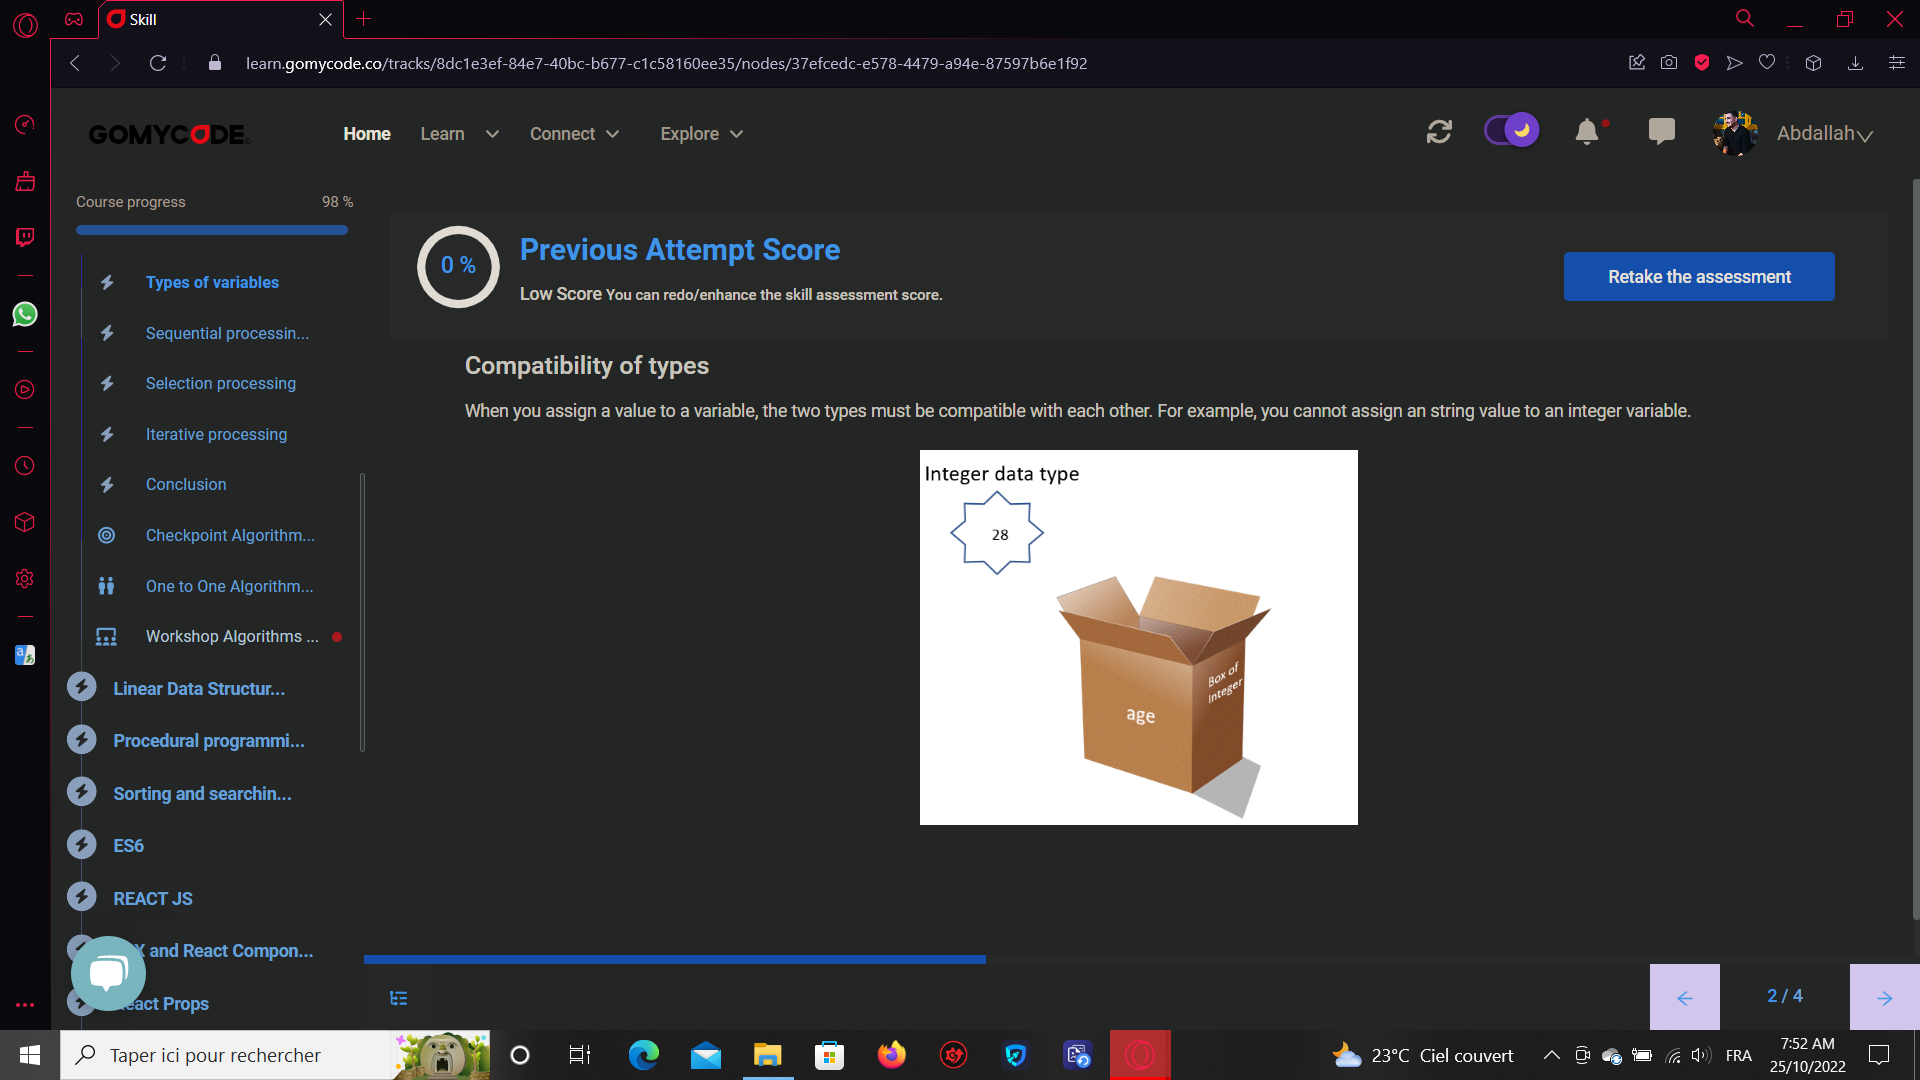 Skill
learn.gomycode.co/tracks/8dc1e3ef-84e7-40bc-b677-c1c58160ee35/nodes/37efcedc-e578-4479-a94e-87597b6e1f92
GOMYCODE
Home
Learn
Connect
Explore
Abdallah
Course progress
98 %
Types of variables
Sequential processin...
Selection processing
Iterative processing
Conclusion
Checkpoint Algorithm...
One to One Algorithm...
Workshop Algorithms ...
Linear Data Structur...
Procedural programmi...
Sorting and searchin...
ES6
REACT JS
X and React Compon...
eact Props
0 %
Previous Attempt Score
Low Score You can redo/enhance the skill assessment score.
Retake the assessment
Compatibility of types
When you assign a value to a variable, the two types must be compatible with each other. For example, you cannot assign an string value to an integer variable.
Integer data type
28
Box of
Integer
age
2 / 4
Taper ici pour rechercher
23°C Ciel couvert
FRA
7:52 AM
25/10/2022